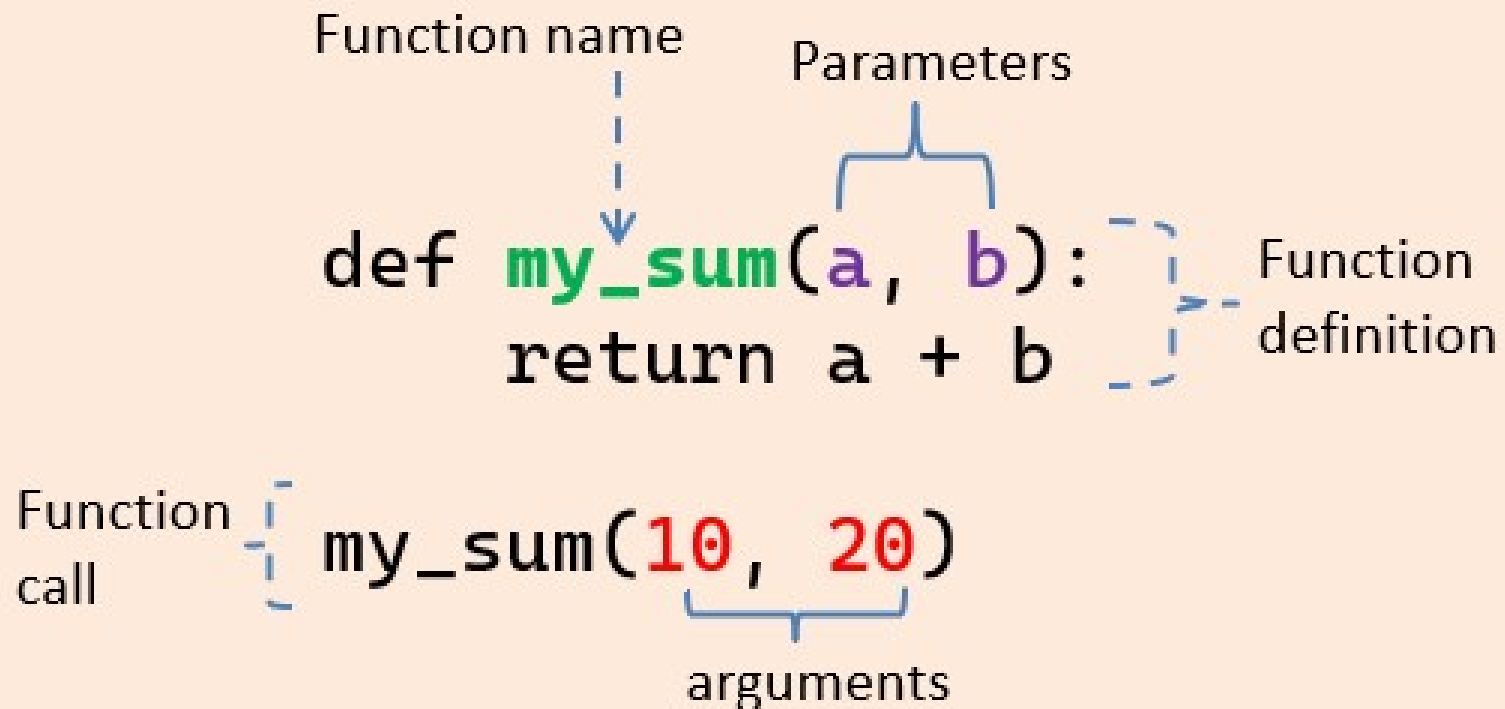 Function name
Parameters
def my_sum(a, b):
return a + b
Function
definition
Function
call
my_sum(10, 20)
arguments